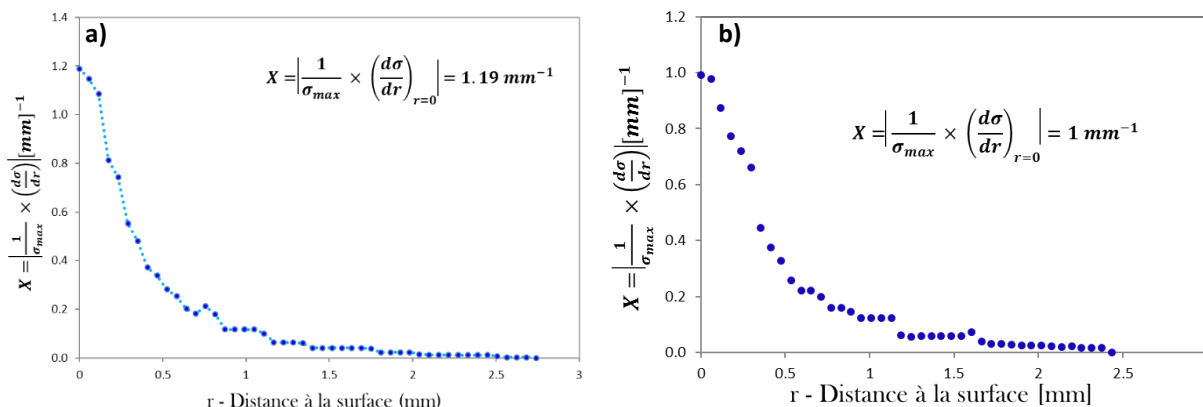 a)
X = |1/σmax × (dσ/dr)r=0| = 1.19 mm⁻¹
X = |1/σmax × (dσ/dr)| [mm]⁻¹
1.4
1.2
1.0
0.8
0.6
0.4
0.2
0.0
0 0.5 1 1.5 2 2.5 3
r - Distance à la surface (mm)
b)
X = |1/σmax × (dσ/dr)r=0| = 1 mm⁻¹
X = |1/σmax × (dσ/dr)| [mm]⁻¹
1.2
1.0
0.8
0.6
0.4
0.2
0.0
0 0.5 1 1.5 2 2.5
r - Distance à la surface [mm]